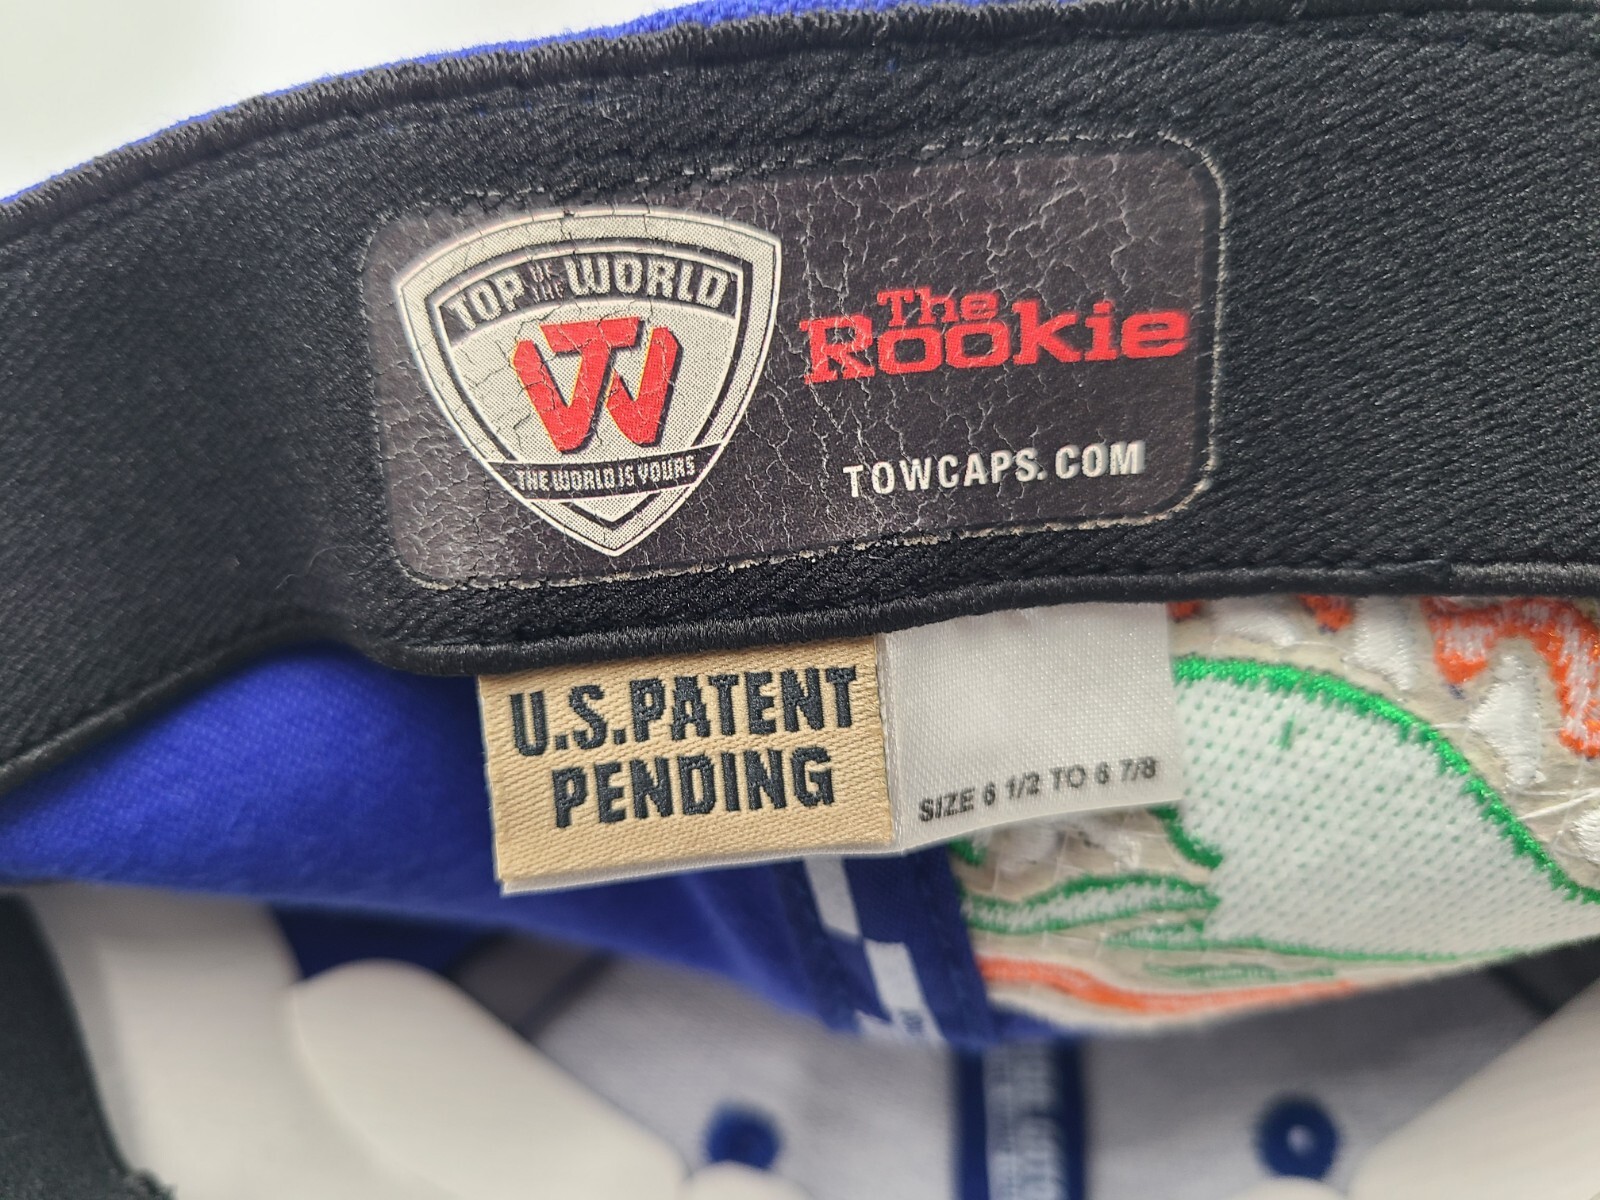 TOP OF THE WORLD
TW
THE WORLD IS YOURS
The
Rookie
TOWCAPS.COM
U.S. PATENT
PENDING
SIZE 6 1/2 TO 6 7/8